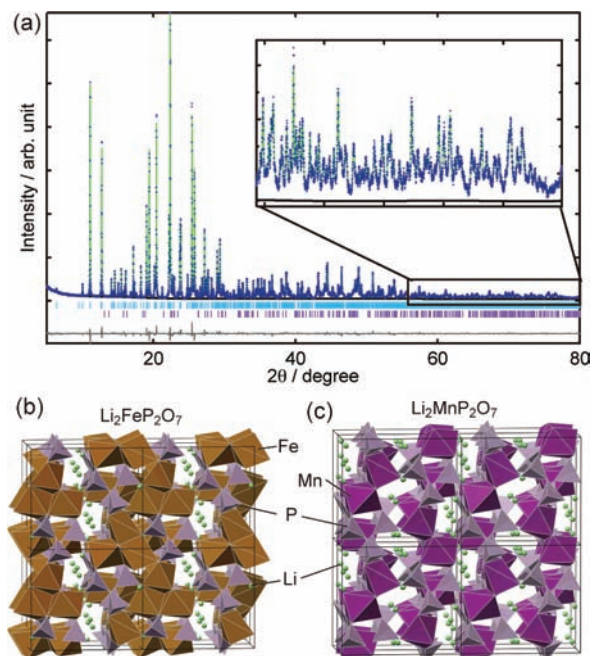 (a)
Intensity / arb. unit
20
40
60
80
2θ / degree
(b)
Li₂FeP₂O₇
(c)
Li₂MnP₂O₇
Fe
Mn
P
Li